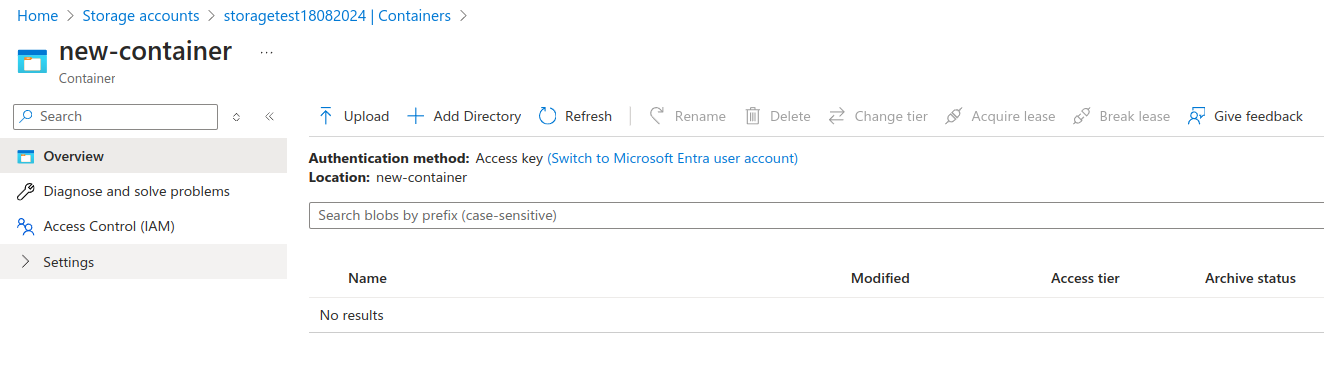 Home > Storage accounts > storagetest18082024 | Containers >
new-container ...
Container
Search
Upload Add Directory Refresh Rename Delete Change tier Acquire lease Break lease Give feedback
Overview
Diagnose and solve problems
Access Control (IAM)
Settings
Authentication method: Access key (Switch to Microsoft Entra user account)
Location: new-container
Search blobs by prefix (case-sensitive)
Name Modified Access tier Archive status
No results